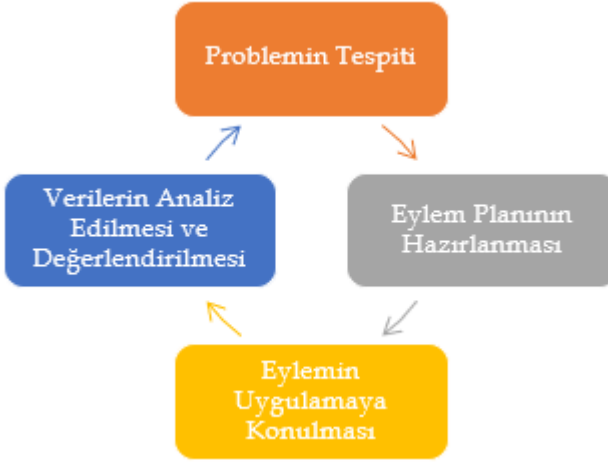 Problemin Tespiti
Eylem Planının
Hazırlanması
Eylemin
Uygulamaya
Konulması
Verilerin Analiz
Edilmesi ve
Değerlendirilmesi